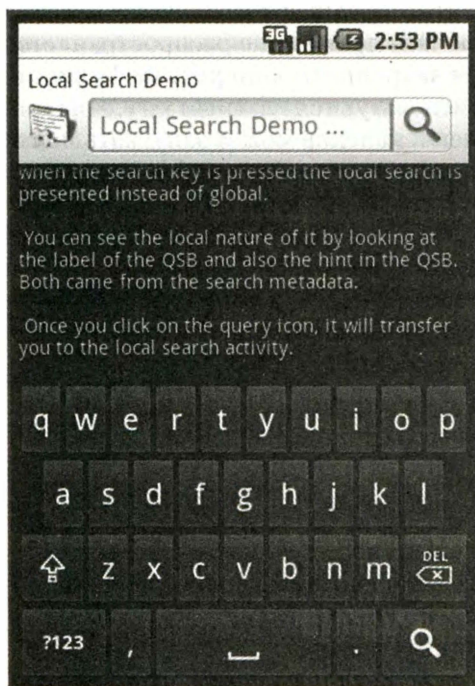 3G 2:53 PM
Local Search Demo
Local Search Demo ...
when the search key is pressed the local search is
presented instead of global.
You can see the local nature of it by looking at
the label of the QSB and also the hint in the QSB.
Both came from the search metadata.
Once you click on the query icon, it will transfer
you to the local search activity.
q w e r t y u i o p
a s d f g h j k l
z x c v b n m DEL
?123 , .